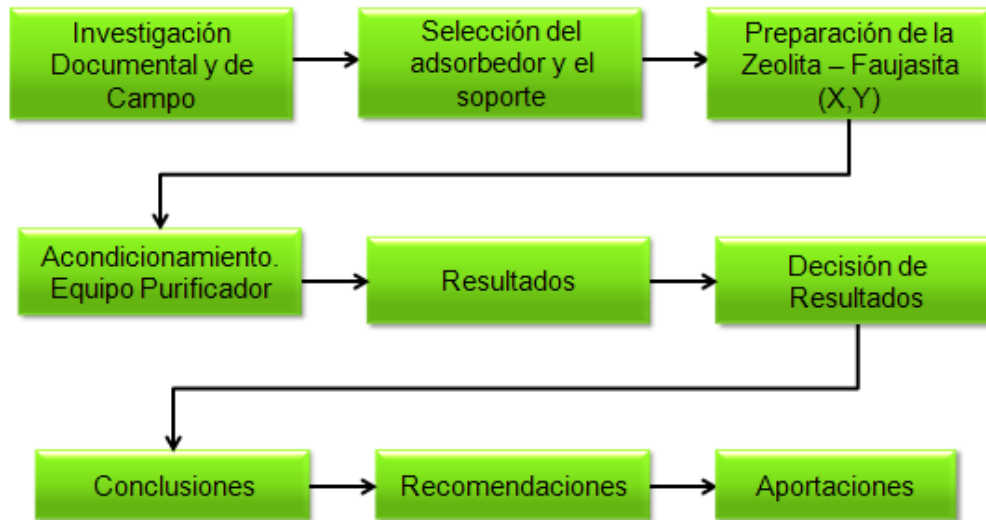 Investigación
Documental y de
Campo
Selección del
adsorbedor y el
soporte
Preparación de la
Zeolita – Faujasita
(X,Y)
Acondicionamiento.
Equipo Purificador
Resultados
Decisión de
Resultados
Conclusiones
Recomendaciones
Aportaciones